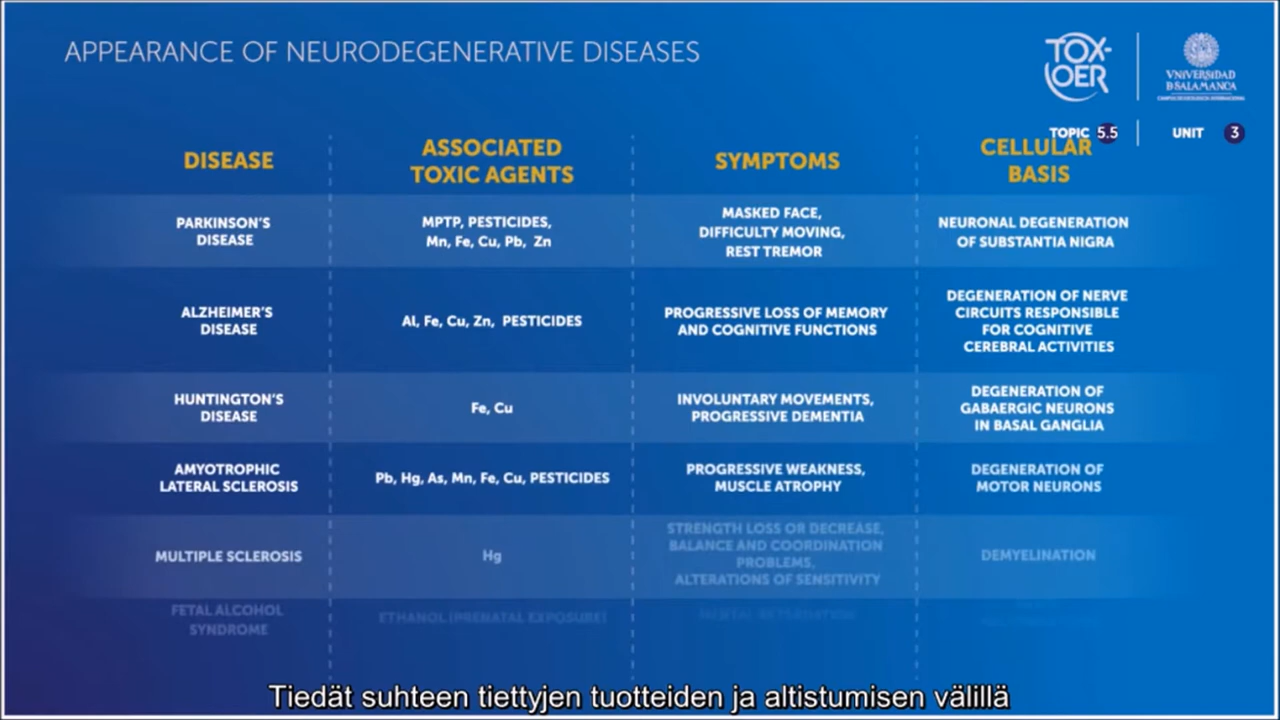 APPEARANCE OF NEURODEGENERATIVE DISEASES
TOX-
OER
VNiVERSiDAD
D SALAMANCA
TOPIC 5.5
UNIT 3
DISEASE
ASSOCIATED
TOXIC AGENTS
SYMPTOMS
CELLULAR
BASIS
PARKINSON'S
DISEASE
MPTP, PESTICIDES,
Mn, Fe, Cu, Pb, Zn
MASKED FACE,
DIFFICULTY MOVING,
REST TREMOR
NEURONAL DEGENERATION
OF SUBSTANTIA NIGRA
ALZHEIMER'S
DISEASE
Al, Fe, Cu, Zn, PESTICIDES
PROGRESSIVE LOSS OF MEMORY
AND COGNITIVE FUNCTIONS
DEGENERATION OF NERVE
CIRCUITS RESPONSIBLE
FOR COGNITIVE
CEREBRAL ACTIVITIES
HUNTINGTON'S
DISEASE
Fe, Cu
INVOLUNTARY MOVEMENTS,
PROGRESSIVE DEMENTIA
DEGENERATION OF
GABAERGIC NEURONS
IN BASAL GANGLIA
AMYOTROPHIC
LATERAL SCLEROSIS
Pb, Hg, As, Mn, Fe, Cu, PESTICIDES
PROGRESSIVE WEAKNESS,
MUSCLE ATROPHY
DEGENERATION OF
MOTOR NEURONS
MULTIPLE SCLEROSIS
Hg
STRENGTH LOSS OR DECREASE,
BALANCE AND COORDINATION
PROBLEMS,
ALTERATIONS OF SENSITIVITY
DEMYELINATION
FETAL ALCOHOL
SYNDROME
ETHANOL (PRENATAL EXPOSURE)
MENTAL RETARDATION
Tiedät suhteen tiettyjen tuotteiden ja altistumisen välillä